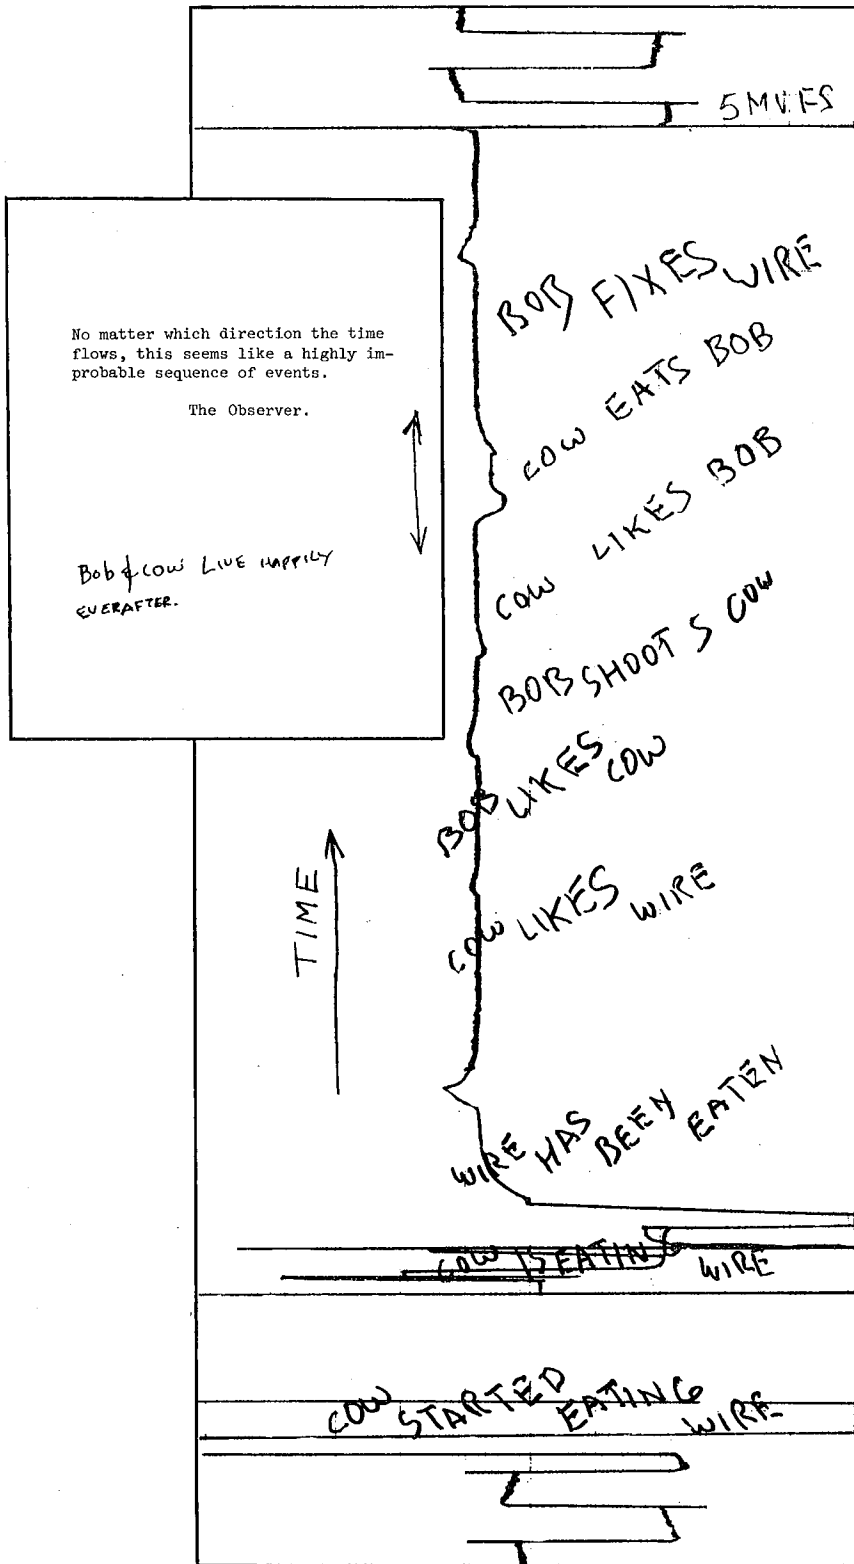 5MV FS
BOB FIXES WIRE
COW EATS BOB
No matter which direction the time
flows, this seems like a highly im-
probable sequence of events.
The Observer.
COW LIKES BOB
Bob & COW LIVE HAPPILY
EVERAFTER.
BOB SHOOTS COW
BOB LIKES COW
TIME
COW LIKES WIRE
WIRE HAS BEEN EATEN
COW IS EATING WIRE
COW STARTED EATING WIRE